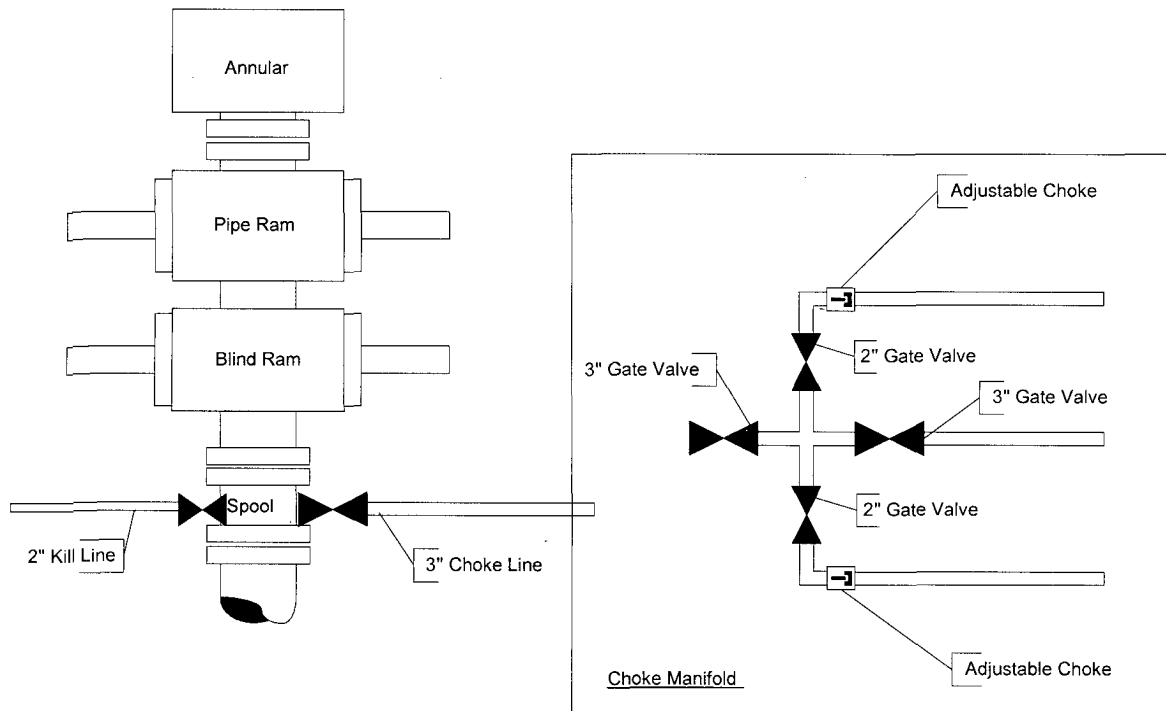 Annular
Pipe Ram
Blind Ram
Spool
2" Kill Line
3" Choke Line
Adjustable Choke
2" Gate Valve
3" Gate Valve
3" Gate Valve
2" Gate Valve
Adjustable Choke
Choke Manifold